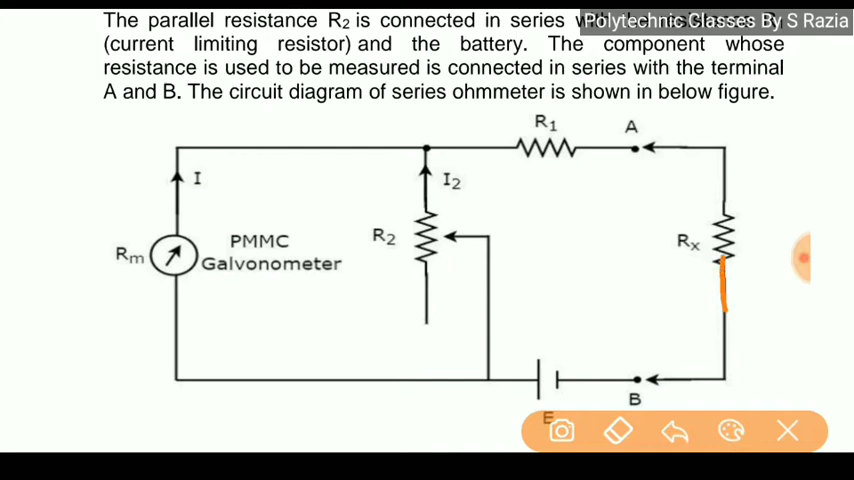 The parallel resistance R2 is connected in series
Polytechnic Classes By S Razia
(current limiting resistor) and the battery. The component whose
resistance is used to be measured is connected in series with the terminal
A and B. The circuit diagram of series ohmmeter is shown in below figure.
R1
A
I
I2
R2
Rx
PMMC
Rm
Galvonometer
B
E